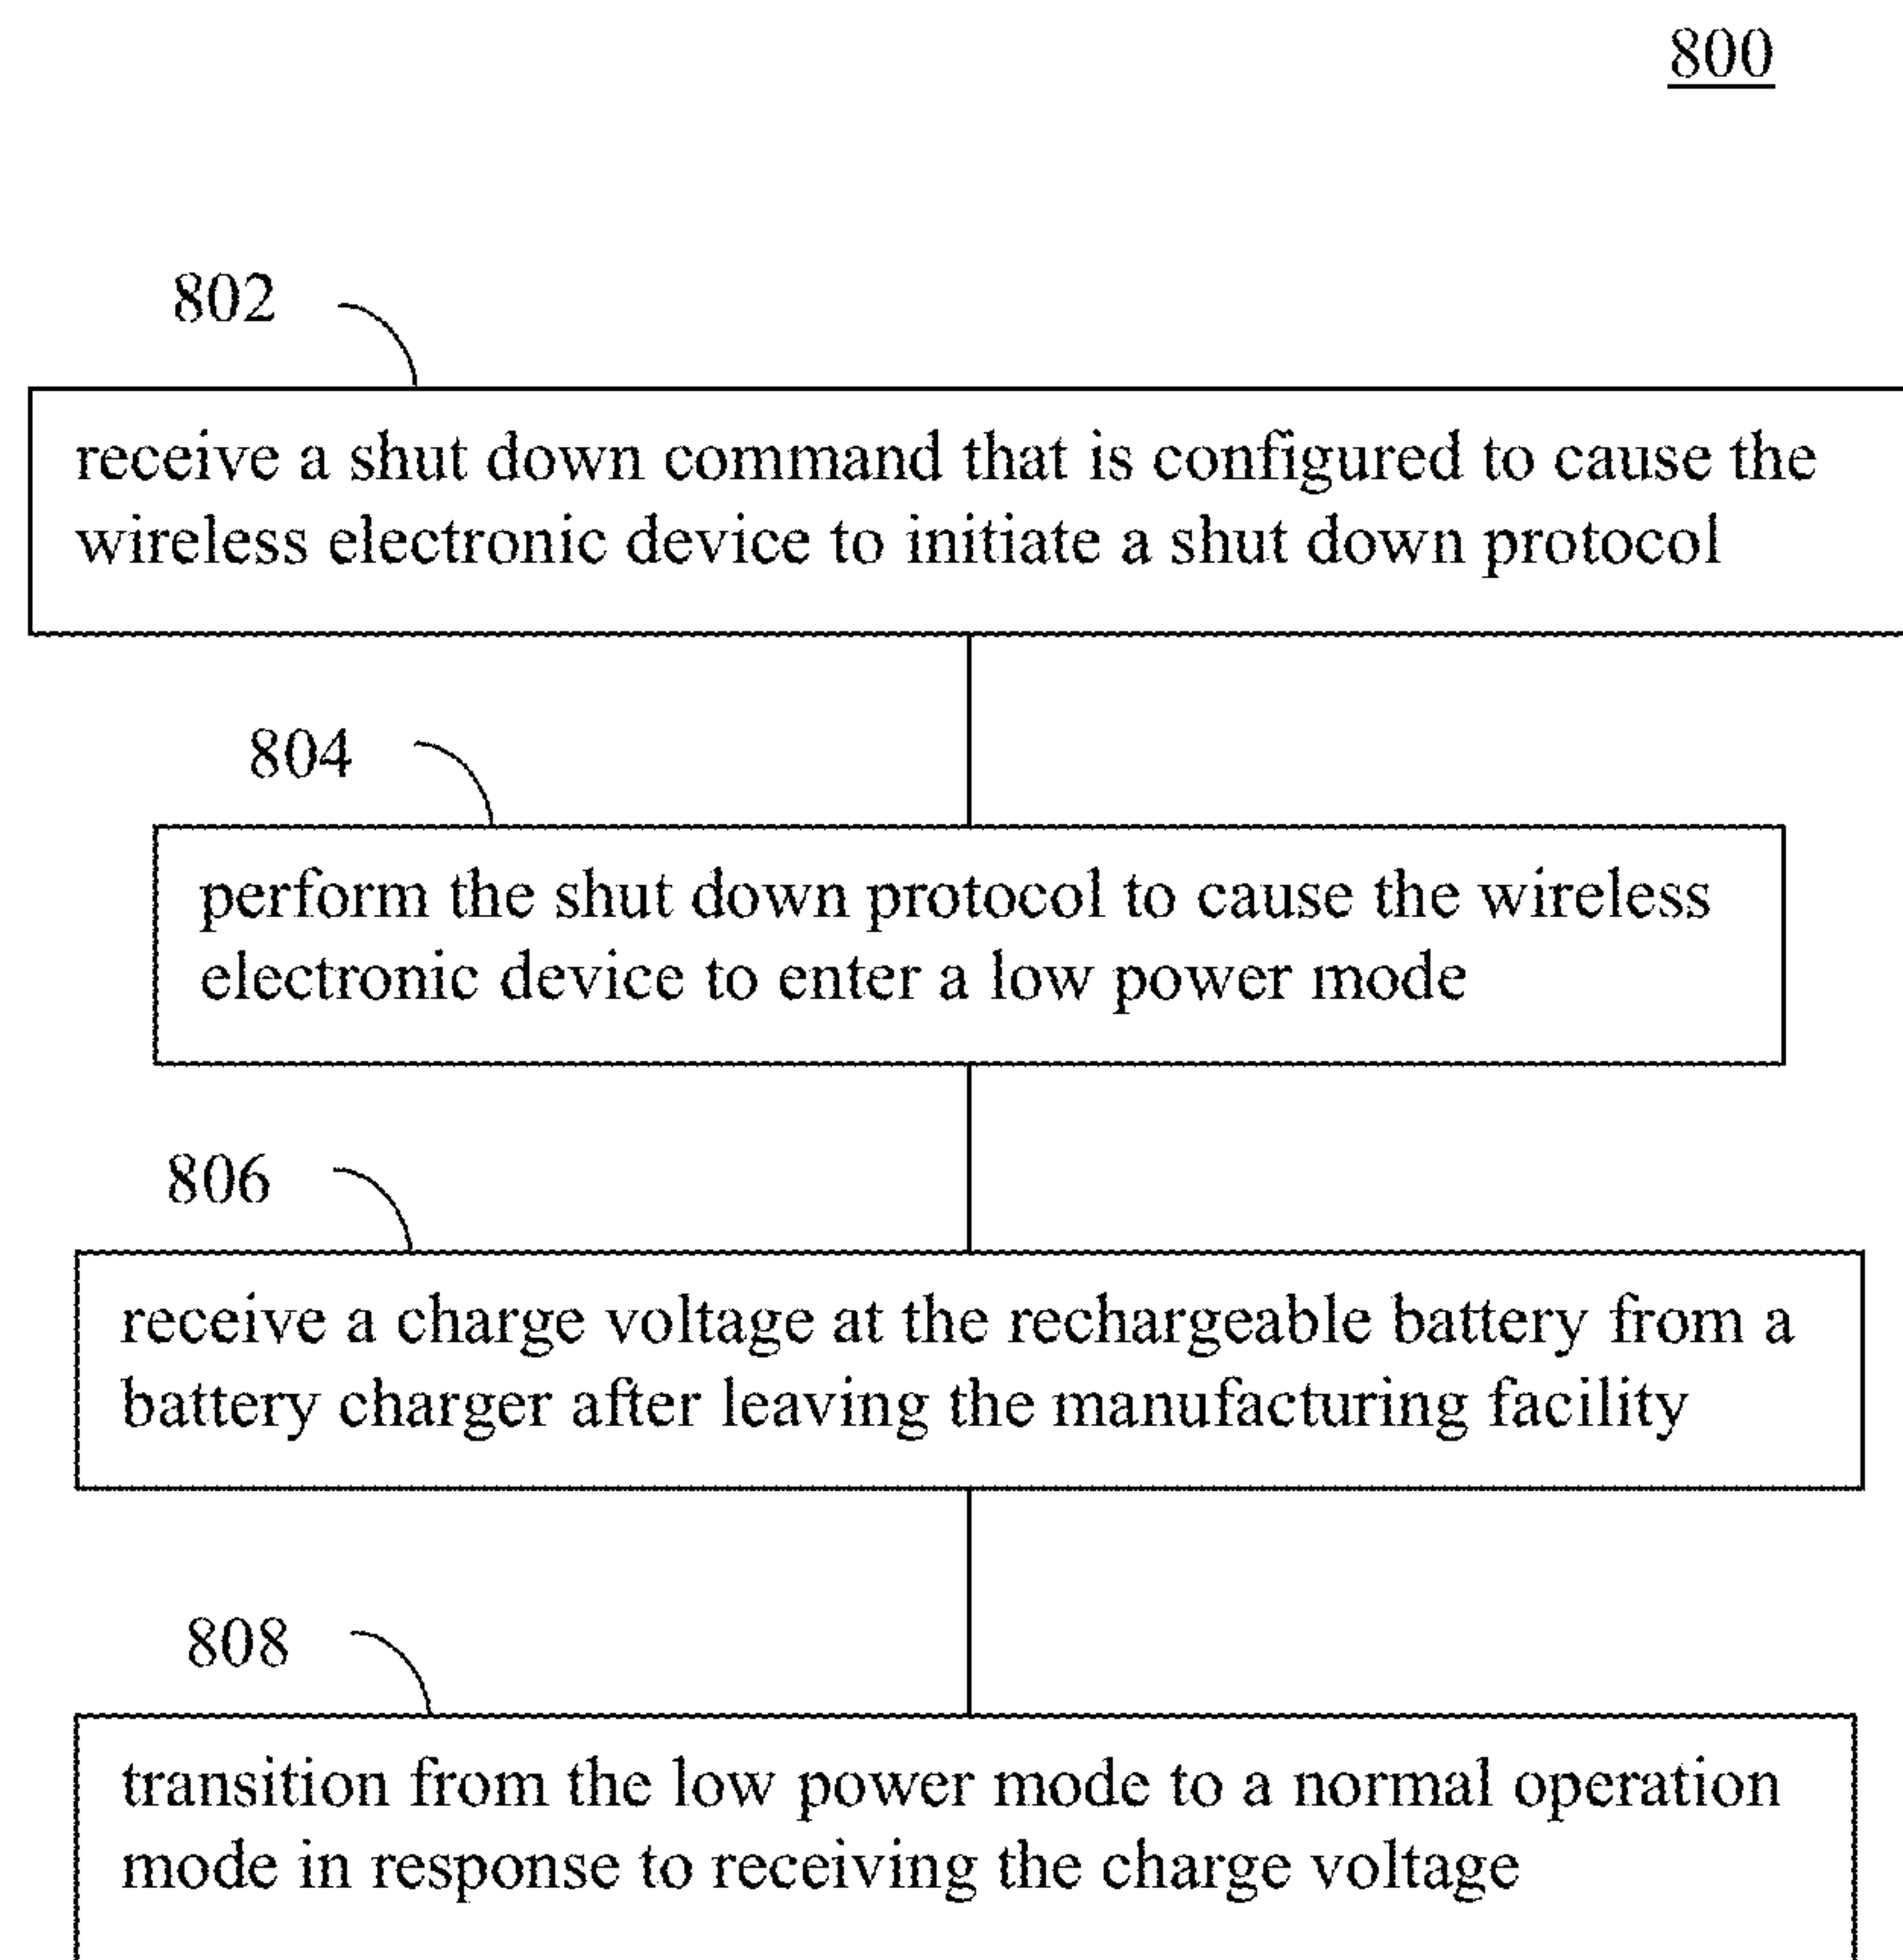 800
802
receive a shut down command that is configured to cause the
wireless electronic device to initiate a shut down protocol
804
perform the shut down protocol to cause the wireless
electronic device to enter a low power mode
806
receive a charge voltage at the rechargeable battery from a
battery charger after leaving the manufacturing facility
808
transition from the low power mode to a normal operation
mode in response to receiving the charge voltage